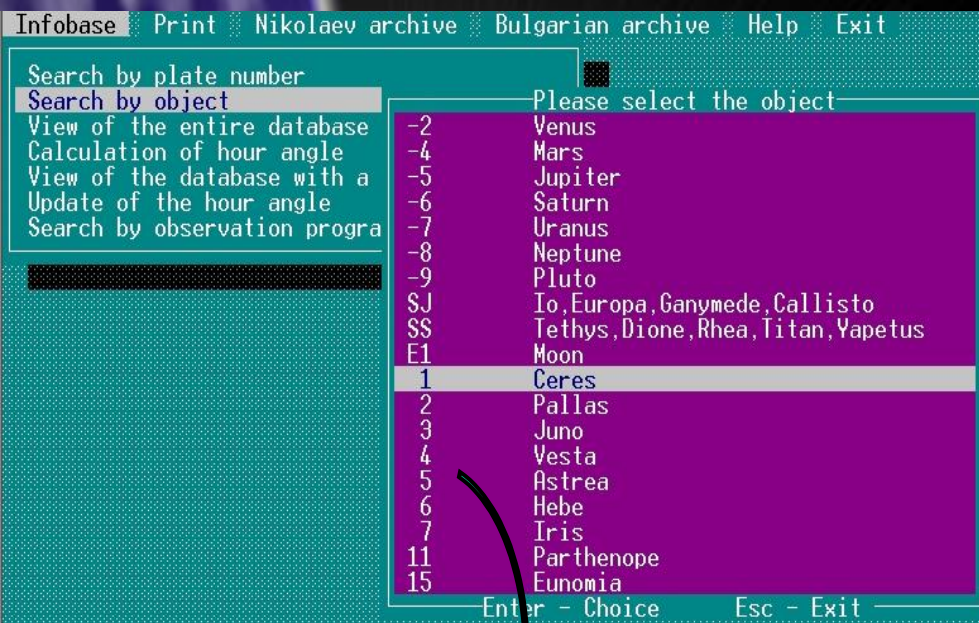 Infobase Print Nikolaev archive Bulgarian archive Help Exit
Search by plate number
Search by object
View of the entire database
Calculation of hour angle
View of the database with a
Update of the hour angle
Search by observation progra
Please select the object
-2 Venus
-4 Mars
-5 Jupiter
-6 Saturn
-7 Uranus
-8 Neptune
-9 Pluto
SJ Io,Europa,Ganymede,Callisto
SS Tethys,Dione,Rhea,Titan,Yapetus
E1 Moon
1 Ceres
2 Pallas
3 Juno
4 Vesta
5 Astrea
6 Hebe
7 Iris
11 Parthenope
15 Eunomia
Enter - Choice Esc - Exit